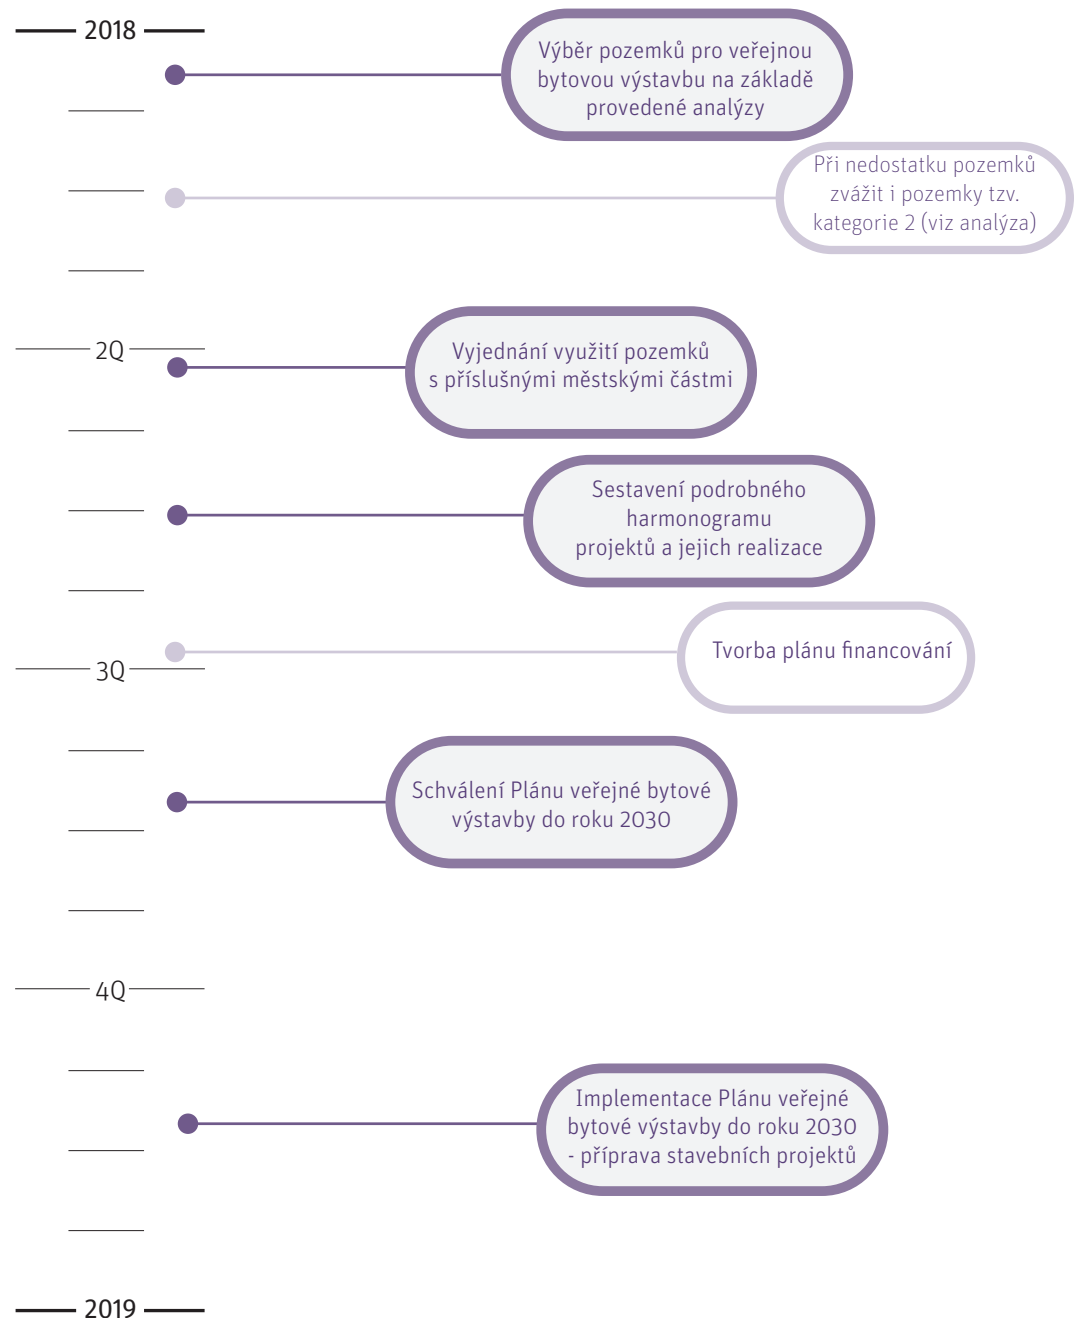 2018
Výběr pozemků pro veřejnou
bytovou výstavbu na základě
provedené analýzy
Při nedostatku pozemků
zvážit i pozemky tzv.
kategorie 2 (viz analýza)
2Q
Vyjednání využití pozemků
s příslušnými městskými částmi
Sestavení podrobného
harmonogramu
projektů a jejich realizace
3Q
Tvorba plánu financování
Schválení Plánu veřejné bytové
výstavby do roku 2030
4Q
Implementace Plánu veřejné
bytové výstavby do roku 2030
- příprava stavebních projektů
2019